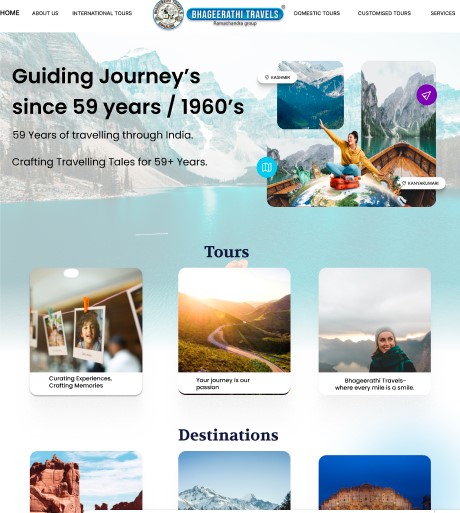 HOME ABOUT US INTERNATIONAL TOURS BHAGEERATHI TRAVELS DOMESTIC TOURS CUSTOMISED TOURS SERVICES
Ramachandra group
Guiding Journey's
since 59 years / 1960's
59 Years of travelling through India.
Crafting Travelling Tales for 59+ Years.
KASHMIR
KANYAKUMARI
Tours
Curating Experiences,
Crafting Memories
Your journey is our
passion
Bhageerathi Travels-
where every mile is a smile.
Destinations